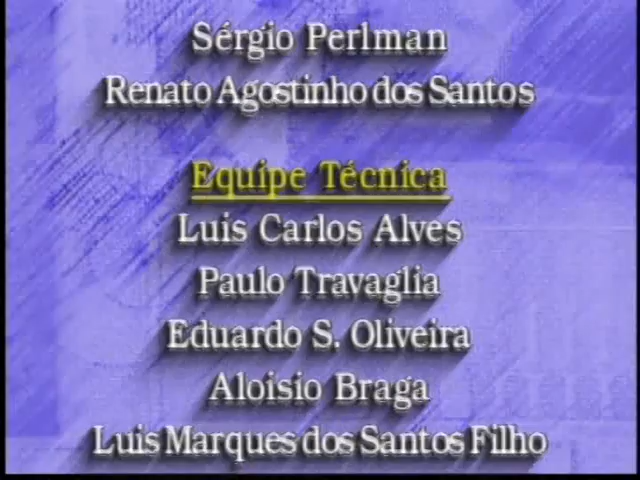 Sérgio Perlman
Renato Agostinho dos Santos
Equipe Técnica
Luis Carlos Alves
Paulo Travaglia
Eduardo S. Oliveira
Aloisio Braga
Luis Marques dos Santos Filho